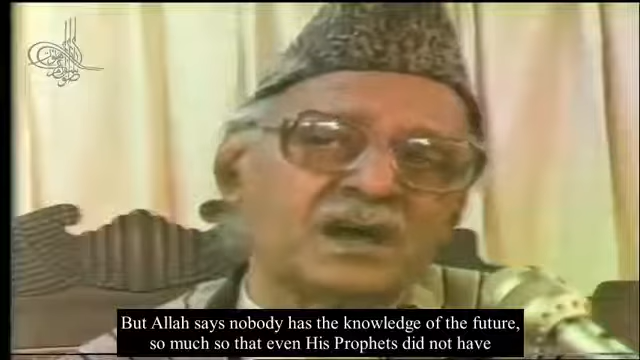 But Allah says nobody has the knowledge of the future,
so much so that even His Prophets did not have